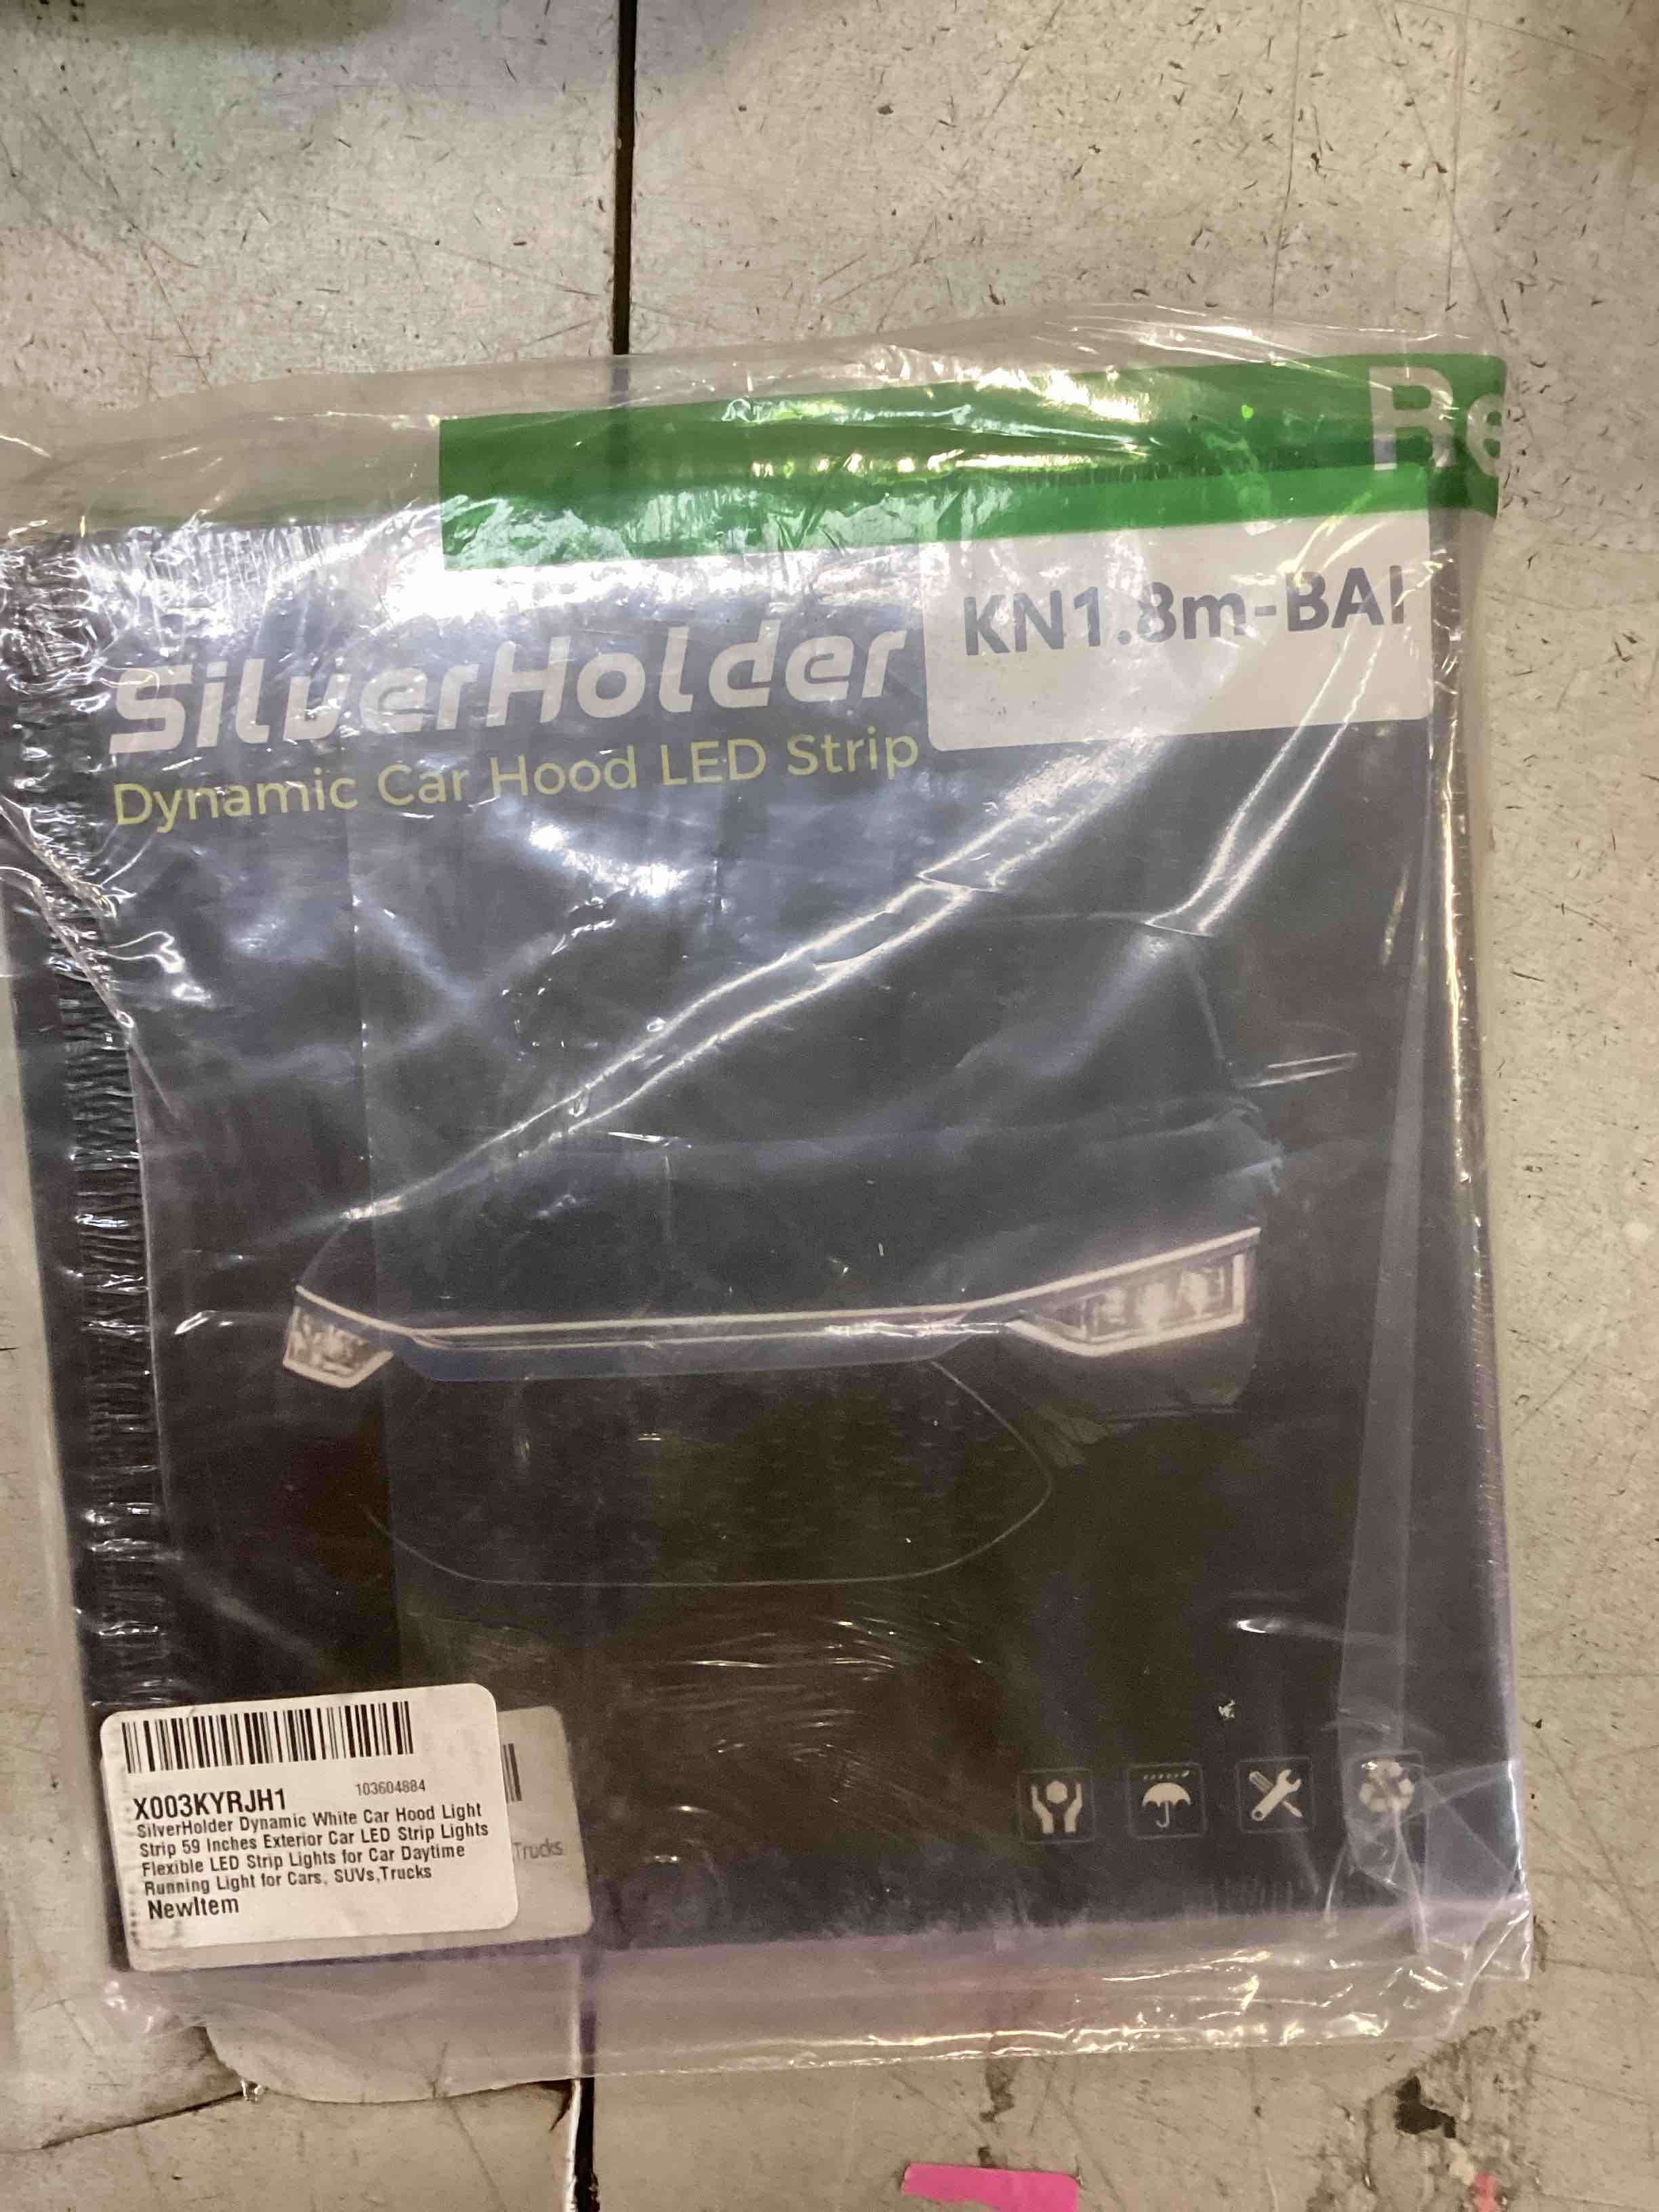 Re
KN1.8m-BAI
SilverHolder
Dynamic Car Hood LED Strip
X003KYRJH1 103604884
SilverHolder Dynamic White Car Hood Light
Strip 59 Inches Exterior Car LED Strip Lights
Flexible LED Strip Lights for Car Daytime
Running Light for Cars, SUVs,Trucks
NewItem
Trucks